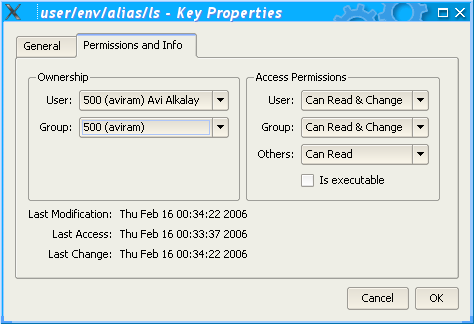 user/env/alias/ls - Key Properties
General Permissions and Info
Ownership
User: 500 (aviram) Avi Alkalay
Group: 500 (aviram)
Access Permissions
User: Can Read & Change
Group: Can Read & Change
Others: Can Read
Is executable
Last Modification: Thu Feb 16 00:34:22 2006
Last Access: Thu Feb 16 00:33:37 2006
Last Change: Thu Feb 16 00:34:22 2006
Cancel OK